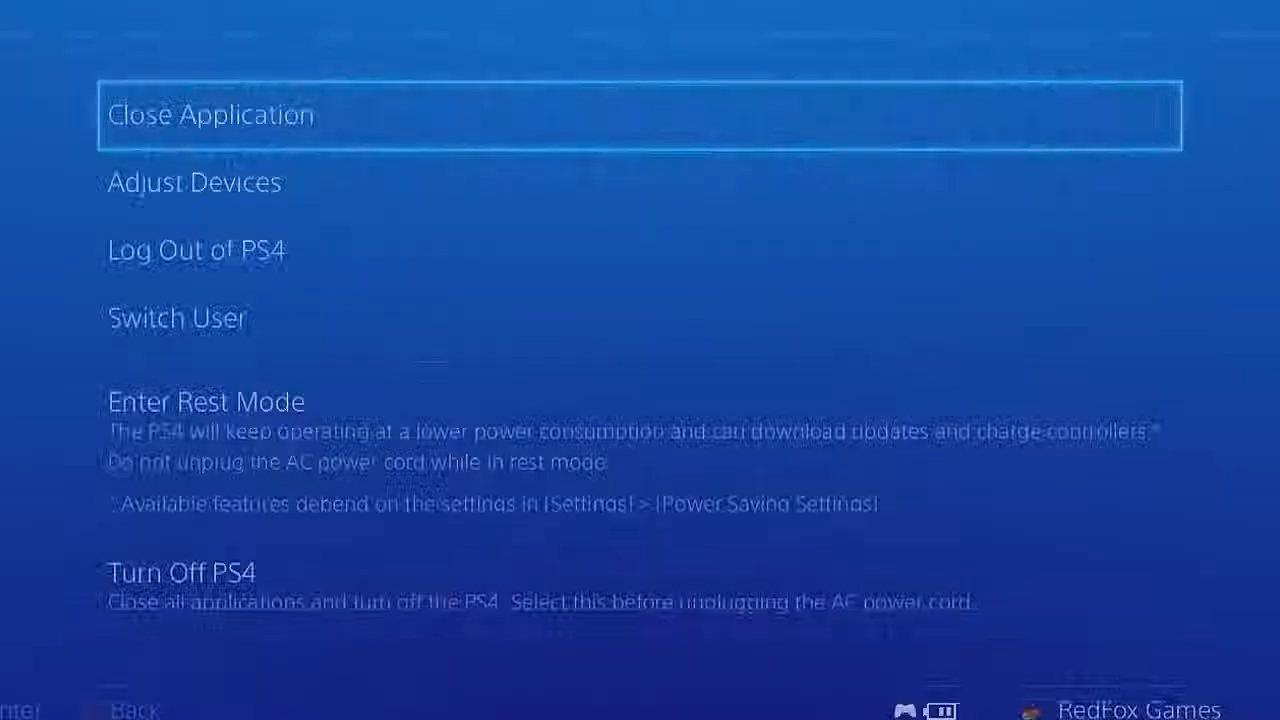 Close Application
Adjust Devices
Log Out of PS4
Switch User
Enter Rest Mode
The PS4 will keep operating at a lower power consumption and can download updates and charge controllers.*
Do not unplug the AC power cord while in rest mode.
*Available features depend on the settings in [Settings] > [Power Saving Settings]
Turn Off PS4
Close all applications and turn off the PS4. Select this before unplugging the AC power cord.
Back
RedFox Games